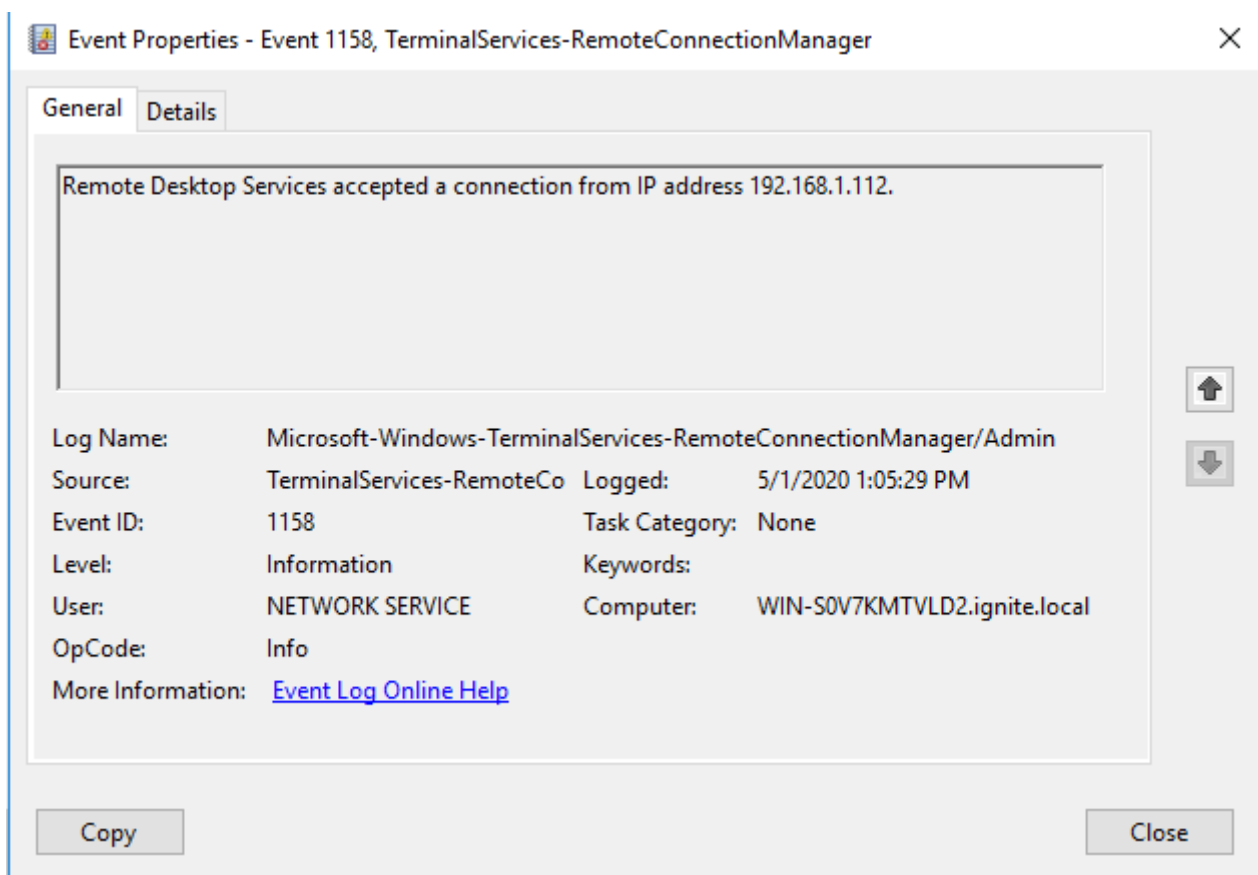 Event Properties - Event 1158, TerminalServices-RemoteConnectionManager
General Details
Remote Desktop Services accepted a connection from IP address 192.168.1.112.
Log Name: Microsoft-Windows-TerminalServices-RemoteConnectionManager/Admin
Source: TerminalServices-RemoteCo Logged: 5/1/2020 1:05:29 PM
Event ID: 1158 Task Category: None
Level: Information Keywords:
User: NETWORK SERVICE Computer: WIN-S0V7KMTVLD2.ignite.local
OpCode: Info
More Information: Event Log Online Help
Copy Close